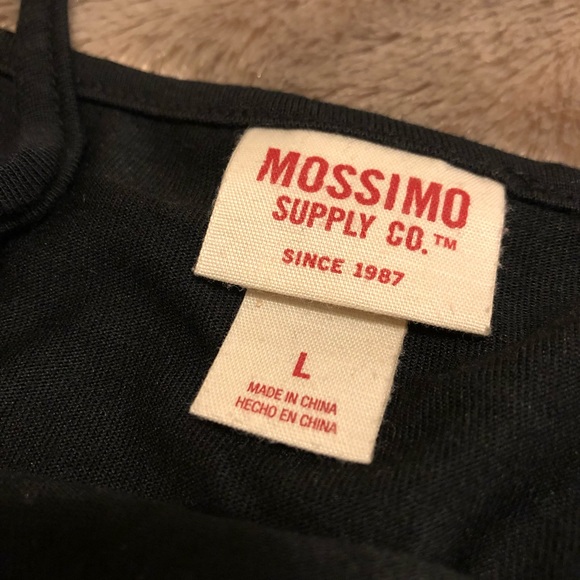 MOSSIMO
SUPPLY CO.™
SINCE 1987
L
MADE IN CHINA
HECHO EN CHINA